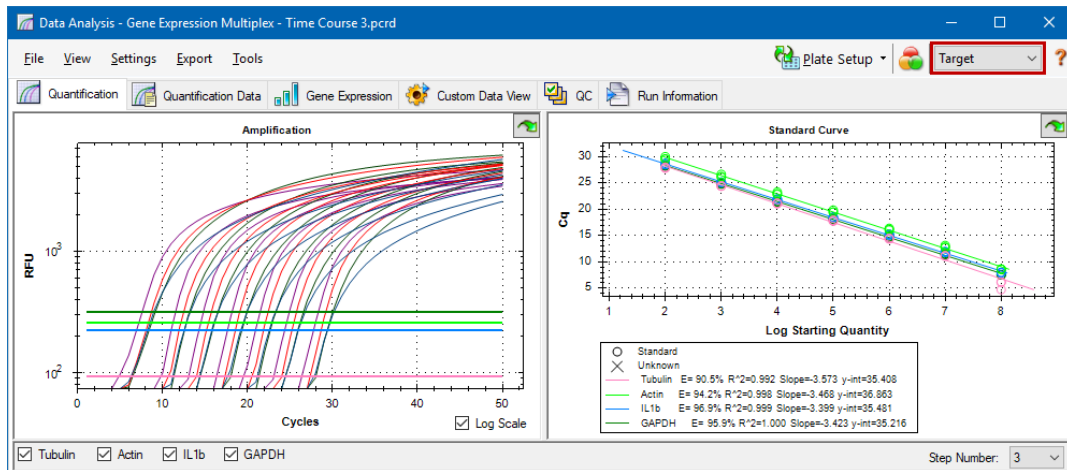 Data Analysis - Gene Expression Multiplex - Time Course 3.pcrd
File View Settings Export Tools Plate Setup Target ?
Quantification Quantification Data Gene Expression Custom Data View QC Run Information
Amplification
10^3
10^2
RFU
0 10 20 30 40 50
Cycles
Log Scale
Standard Curve
30
25
20
15
10
5
Cq
1 2 3 4 5 6 7 8
Log Starting Quantity
Standard
Unknown
Tubulin E= 90.5% R^2=0.992 Slope=-3.573 y-int=35.408
Actin E= 94.2% R^2=0.998 Slope=-3.468 y-int=36.863
IL1b E= 96.9% R^2=0.999 Slope=-3.399 y-int=35.481
GAPDH E= 95.9% R^2=1.000 Slope=-3.423 y-int=35.216
Tubulin Actin IL1b GAPDH Step Number: 3